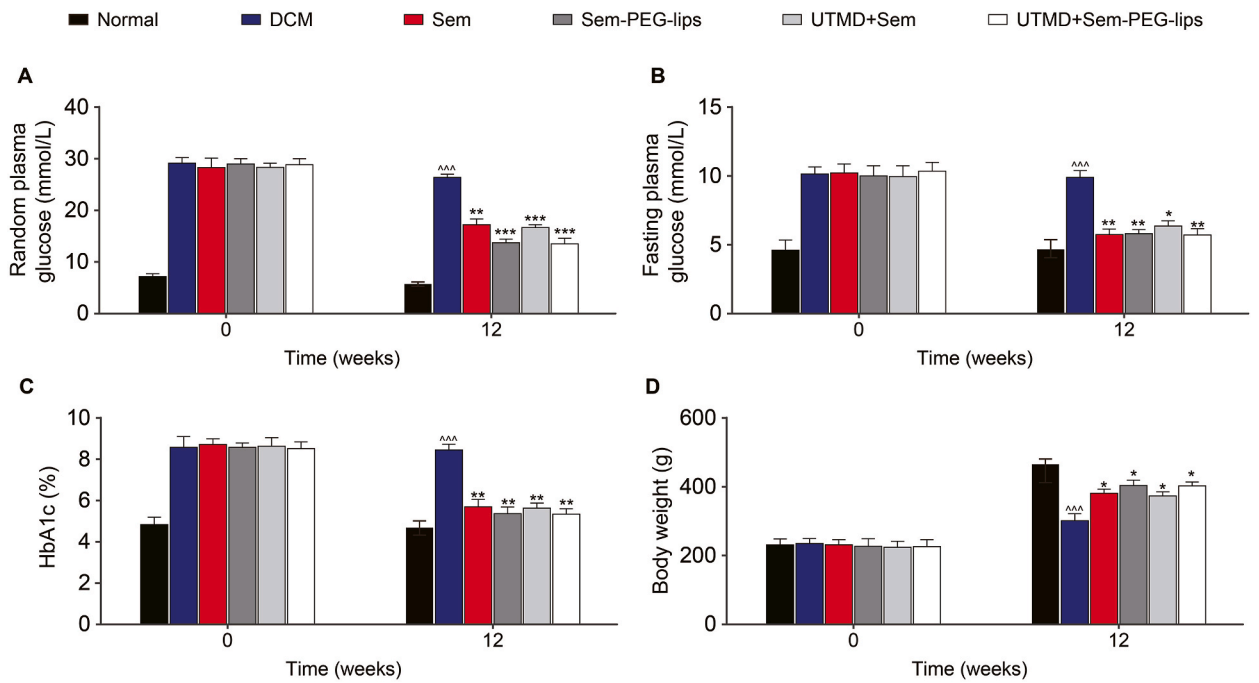 Normal DCM Sem Sem-PEG-lips UTMD+Sem UTMD+Sem-PEG-lips
A
Random plasma
glucose (mmol/L)
40
30
20
10
0
^^^
**
***
***
***
0 12
Time (weeks)
B
Fasting plasma
glucose (mmol/L)
15
10
5
0
^^^
**
**
*
**
0 12
Time (weeks)
C
HbA1c (%)
10
8
6
4
2
0
^^^
**
**
**
**
0 12
Time (weeks)
D
Body weight (g)
600
400
200
0
^^^
*
*
*
*
0 12
Time (weeks)